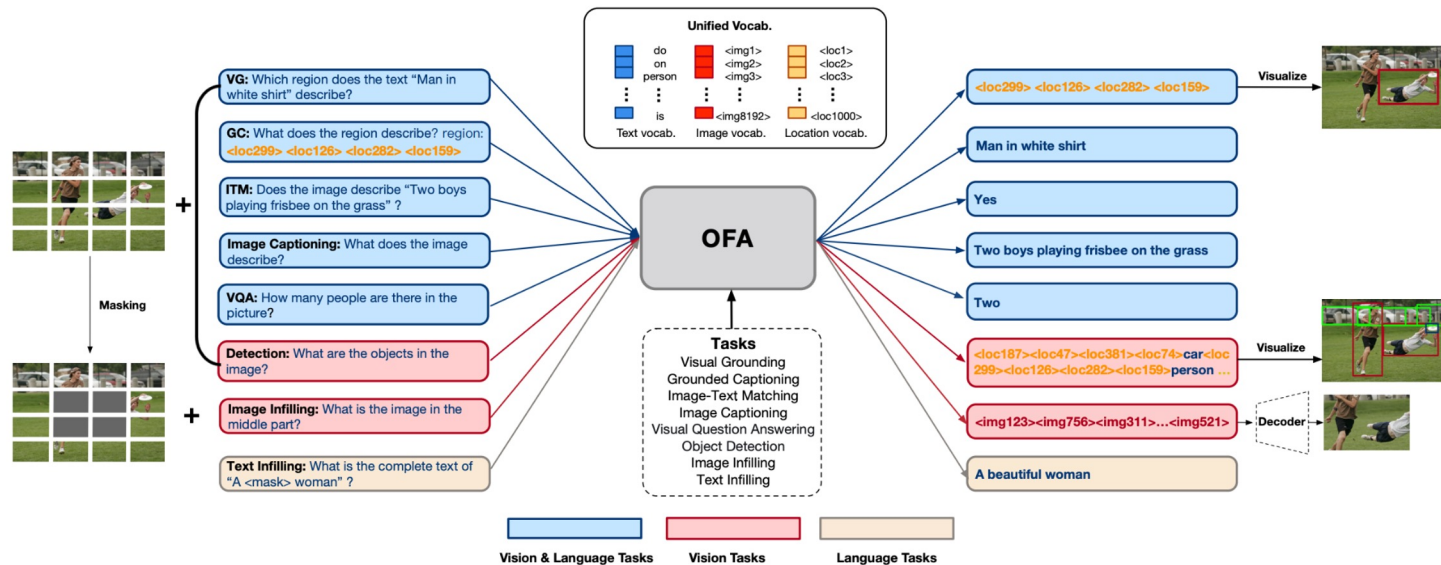 Unified Vocab.
do
on
person
is
Text vocab.
<img1>
<img2>
<img3>
<img8192>
Image vocab.
<loc1>
<loc2>
<loc3>
<loc1000>
Location vocab.
VG: Which region does the text “Man in
white shirt” describe?
GC: What does the region describe? region:
<loc299> <loc126> <loc282> <loc159>
ITM: Does the image describe “Two boys
playing frisbee on the grass” ?
Image Captioning: What does the image
describe?
VQA: How many people are there in the
picture?
Detection: What are the objects in the
image?
Image Infilling: What is the image in the
middle part?
Text Infilling: What is the complete text of
“A <mask> woman” ?
+
Masking
+
OFA
Tasks
Visual Grounding
Grounded Captioning
Image-Text Matching
Image Captioning
Visual Question Answering
Object Detection
Image Infilling
Text Infilling
<loc299> <loc126> <loc282> <loc159>
Visualize
Man in white shirt
Yes
Two boys playing frisbee on the grass
Two
<loc187><loc47><loc381><loc74>car<loc
299><loc126><loc282><loc159>person ...
Visualize
<img123><img756><img311>...<img521>
Decoder
A beautiful woman
Vision & Language Tasks
Vision Tasks
Language Tasks